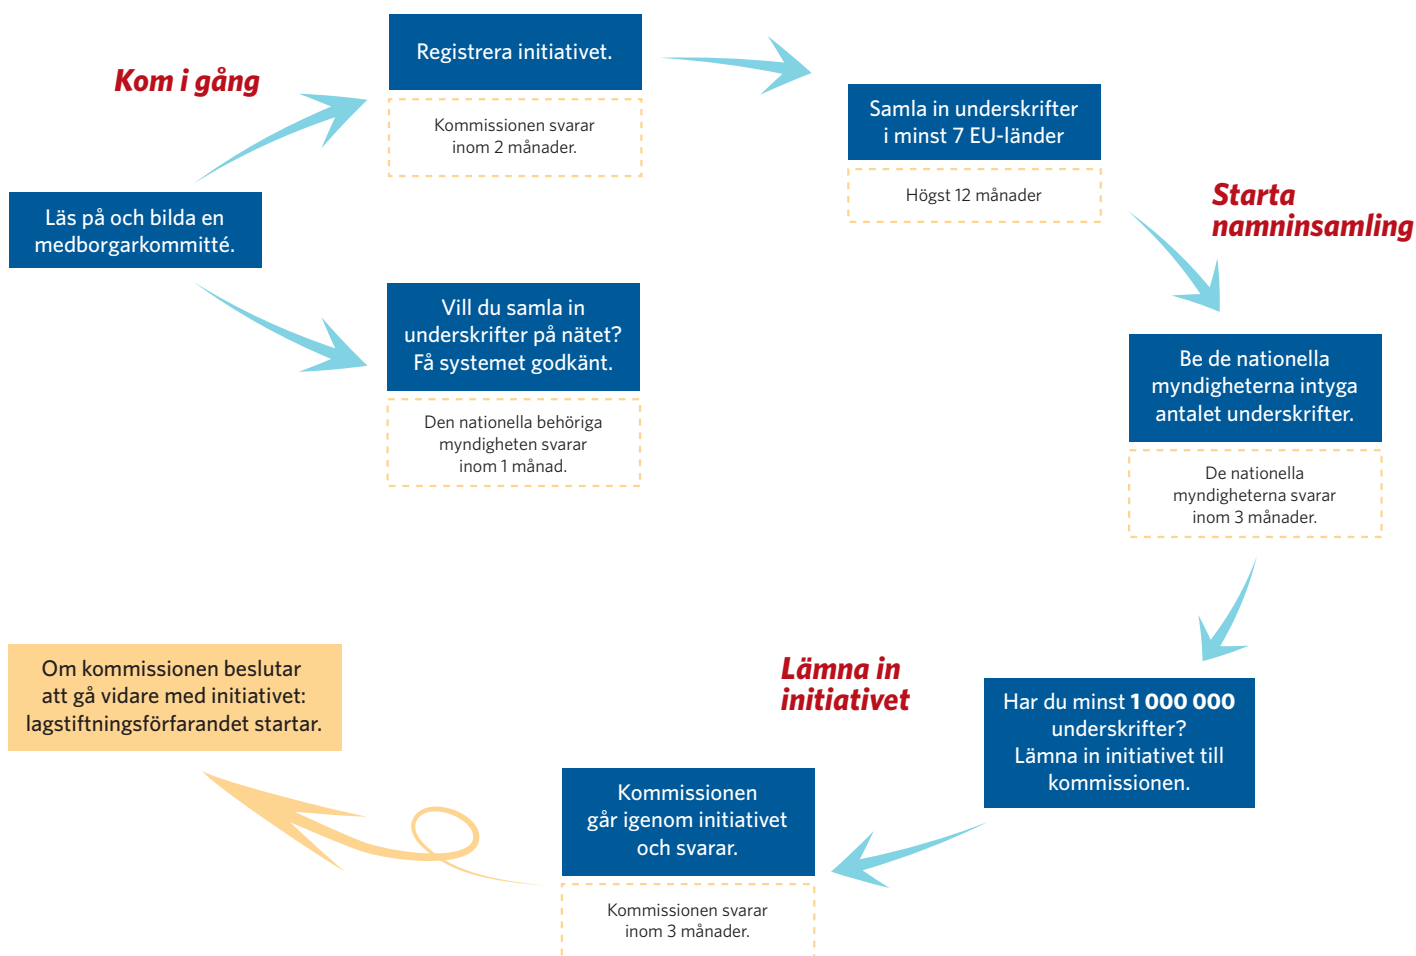 Kom i gång
Läs på och bilda en
medborgarkommitté.
Registrera initiativet.
Kommissionen svarar
inom 2 månader.
Vill du samla in
underskrifter på nätet?
Få systemet godkänt.
Den nationella behöriga
myndigheten svarar
inom 1 månad.
Samla in underskrifter
i minst 7 EU-länder
Högst 12 månader
Starta
namninsamling
Be de nationella
myndigheterna intyga
antalet underskrifter.
De nationella
myndigheterna svarar
inom 3 månader.
Lämna in
initiativet
Har du minst 1 000 000
underskrifter?
Lämna in initiativet till
kommissionen.
Kommissionen
går igenom initiativet
och svarar.
Kommissionen svarar
inom 3 månader.
Om kommissionen beslutar
att gå vidare med initiativet:
lagstiftningsförfarandet startar.